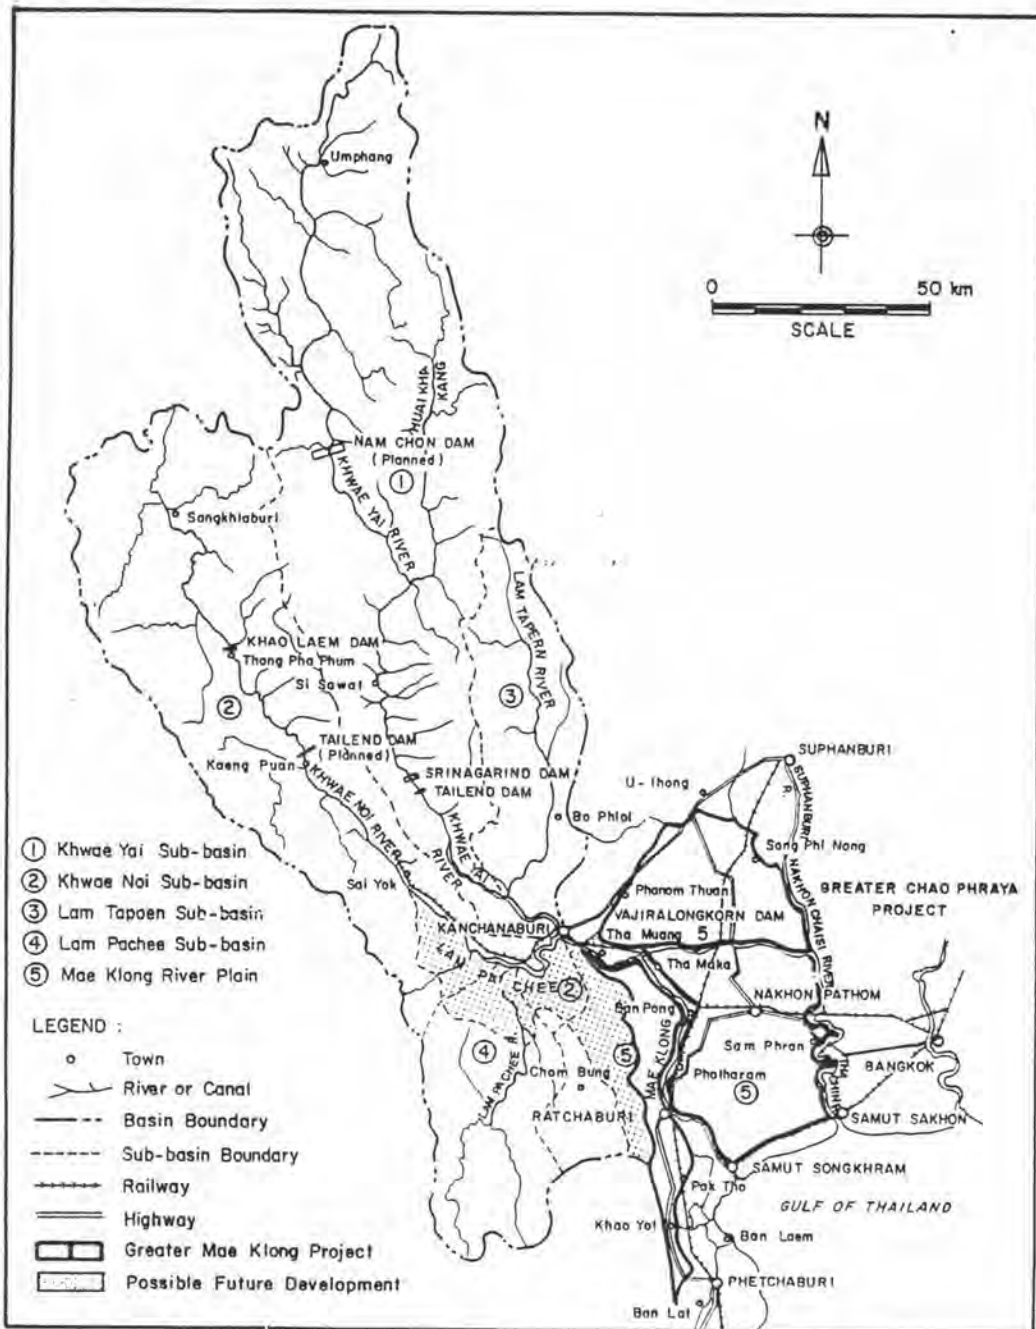 N
0 50 km
SCALE
Umphang
HUAI KHA KANG
NAM CHON DAM
(Planned)
①
KHWAE YAI RIVER
Sangkhlaburi
LAM TAPERN RIVER
KHAO LAEM DAM
Thong Pha Phum
Si Sawat
③
②
TAILEND DAM
(Planned)
Kaeng Puan
KHWAE NOI RIVER
SRINAGARIND DAM
TAILEND DAM
KHWAE YAI
RIVER
SUPHANBURI
SUPHANBURI R.
U-Thong
Bo Phloi
Song Phi Nong
NAKHON CHAISI RIVER
GREATER CHAO PHRAYA
PROJECT
Sai Yok
Phanom Thuan
VAJIRALONGKORN DAM
KANCHANABURI
Tha Muang 5
Tha Maka
LAM PAI CHEE
②
NAKHON PATHOM
Ban Pong
Sam Phran
THA CHIN
BANGKOK
④
LAM PACHEE R.
Chom Bung
⑤
MAE KLONG
Photharam
⑤
RATCHABURI
SAMUT SAKHON
SAMUT SONGKHRAM
Pak Tho
GULF OF THAILAND
Khao Yoi
Ban Laem
PHETCHABURI
Ban Lat
① Khwae Yai Sub-basin
② Khwae Noi Sub-basin
③ Lam Tapoen Sub-basin
④ Lam Pachee Sub-basin
⑤ Mae Klong River Plain
LEGEND :
Town
River or Canal
Basin Boundary
Sub-basin Boundary
Railway
Highway
Greater Mae Klong Project
Possible Future Development